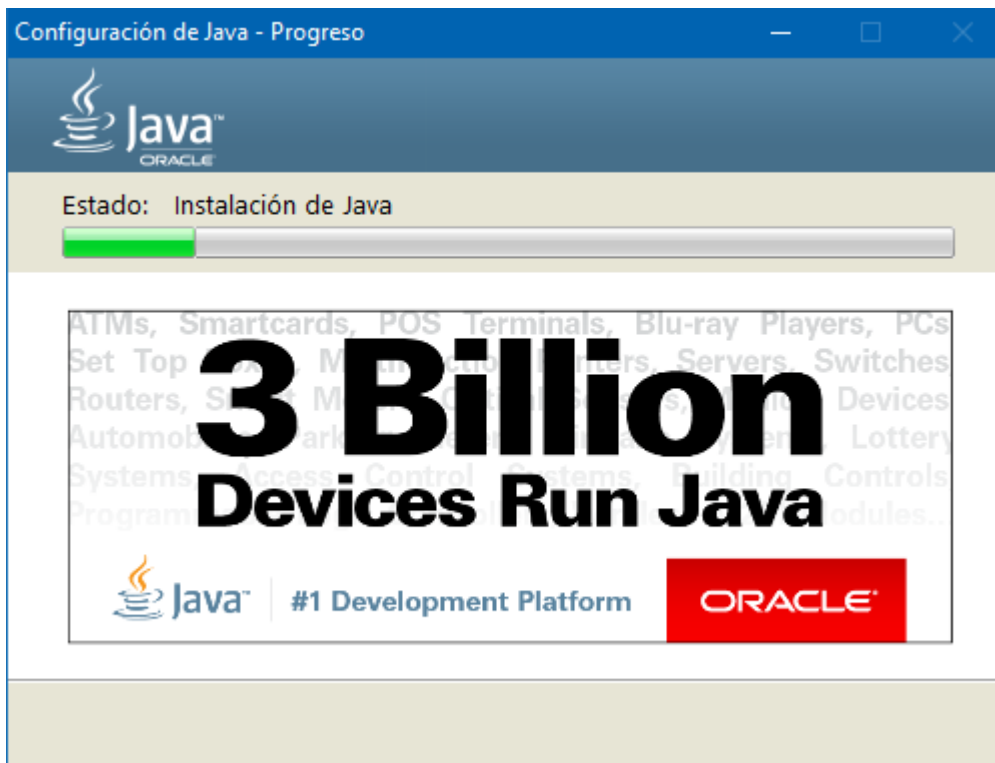 Configuración de Java - Progreso
Java™
ORACLE
Estado: Instalación de Java
ATMs, Smartcards, POS Terminals, Blu-ray Players, PCs
Set Top Servers, Switches
Routers, Devices
Lottery
Systems, Access Control Systems, Building Controls
3 Billion
Devices Run Java
Java™ #1 Development Platform ORACLE®